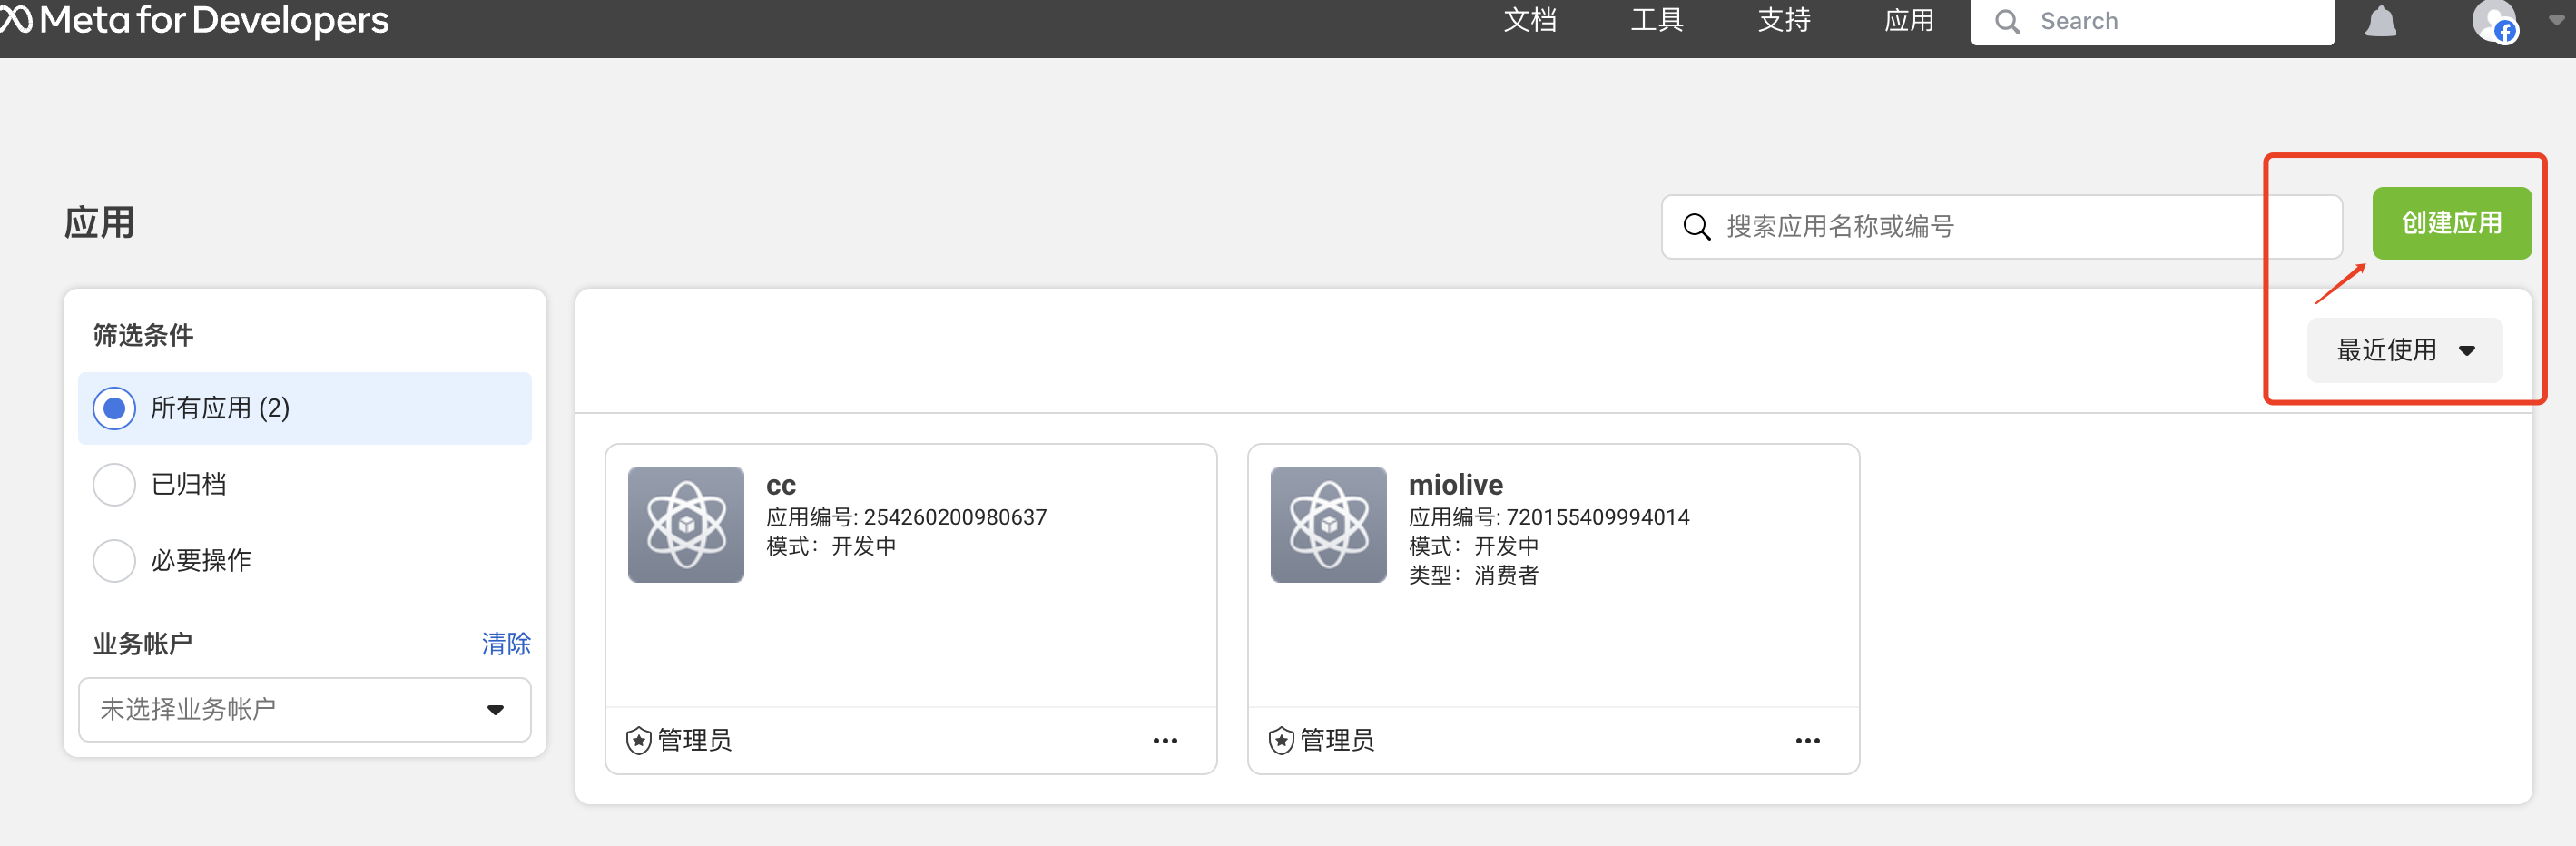 Meta for Developers
文档
工具
支持
应用
Search
应用
搜索应用名称或编号
创建应用
筛选条件
所有应用 (2)
已归档
必要操作
业务帐户
清除
未选择业务帐户
最近使用
cc
应用编号: 254260200980637
模式：开发中
管理员
miolive
应用编号: 720155409994014
模式：开发中
类型：消费者
管理员